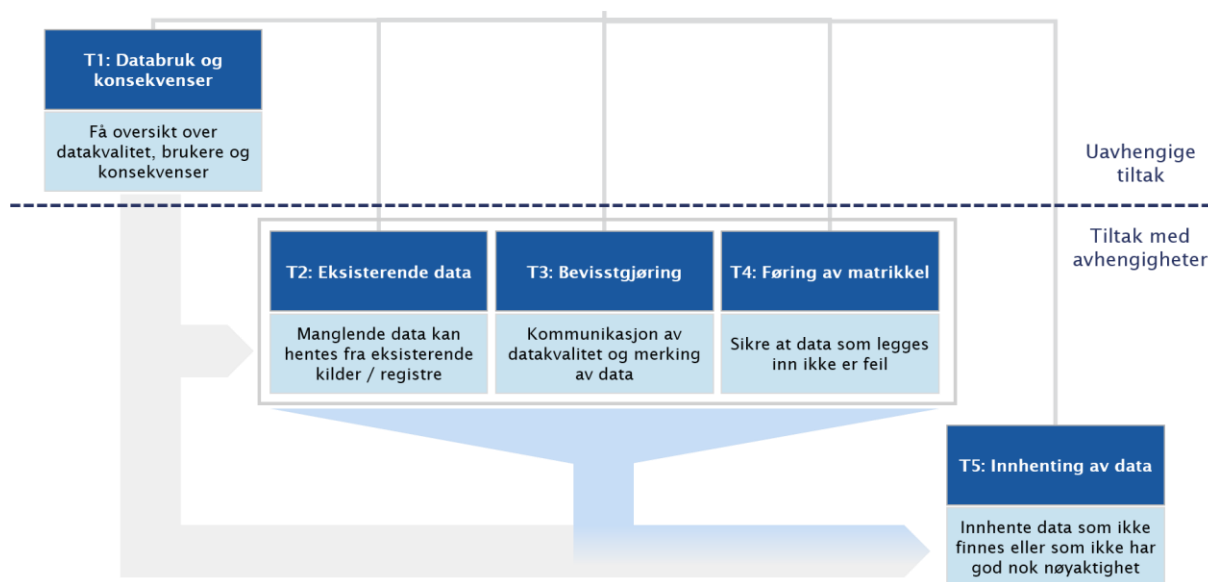 T1: Databruk og
konsekvenser
Få oversikt over
datakvalitet, brukere og
konsekvenser
Uavhengige
tiltak
Tiltak med
avhengigheter
T2: Eksisterende data
Manglende data kan
hentes fra eksisterende
kilder / registre
T3: Bevisstgjøring
Kommunikasjon av
datakvalitet og merking
av data
T4: Føring av matrikkel
Sikre at data som legges
inn ikke er feil
T5: Innhenting av data
Innhente data som ikke
finnes eller som ikke har
god nok nøyaktighet